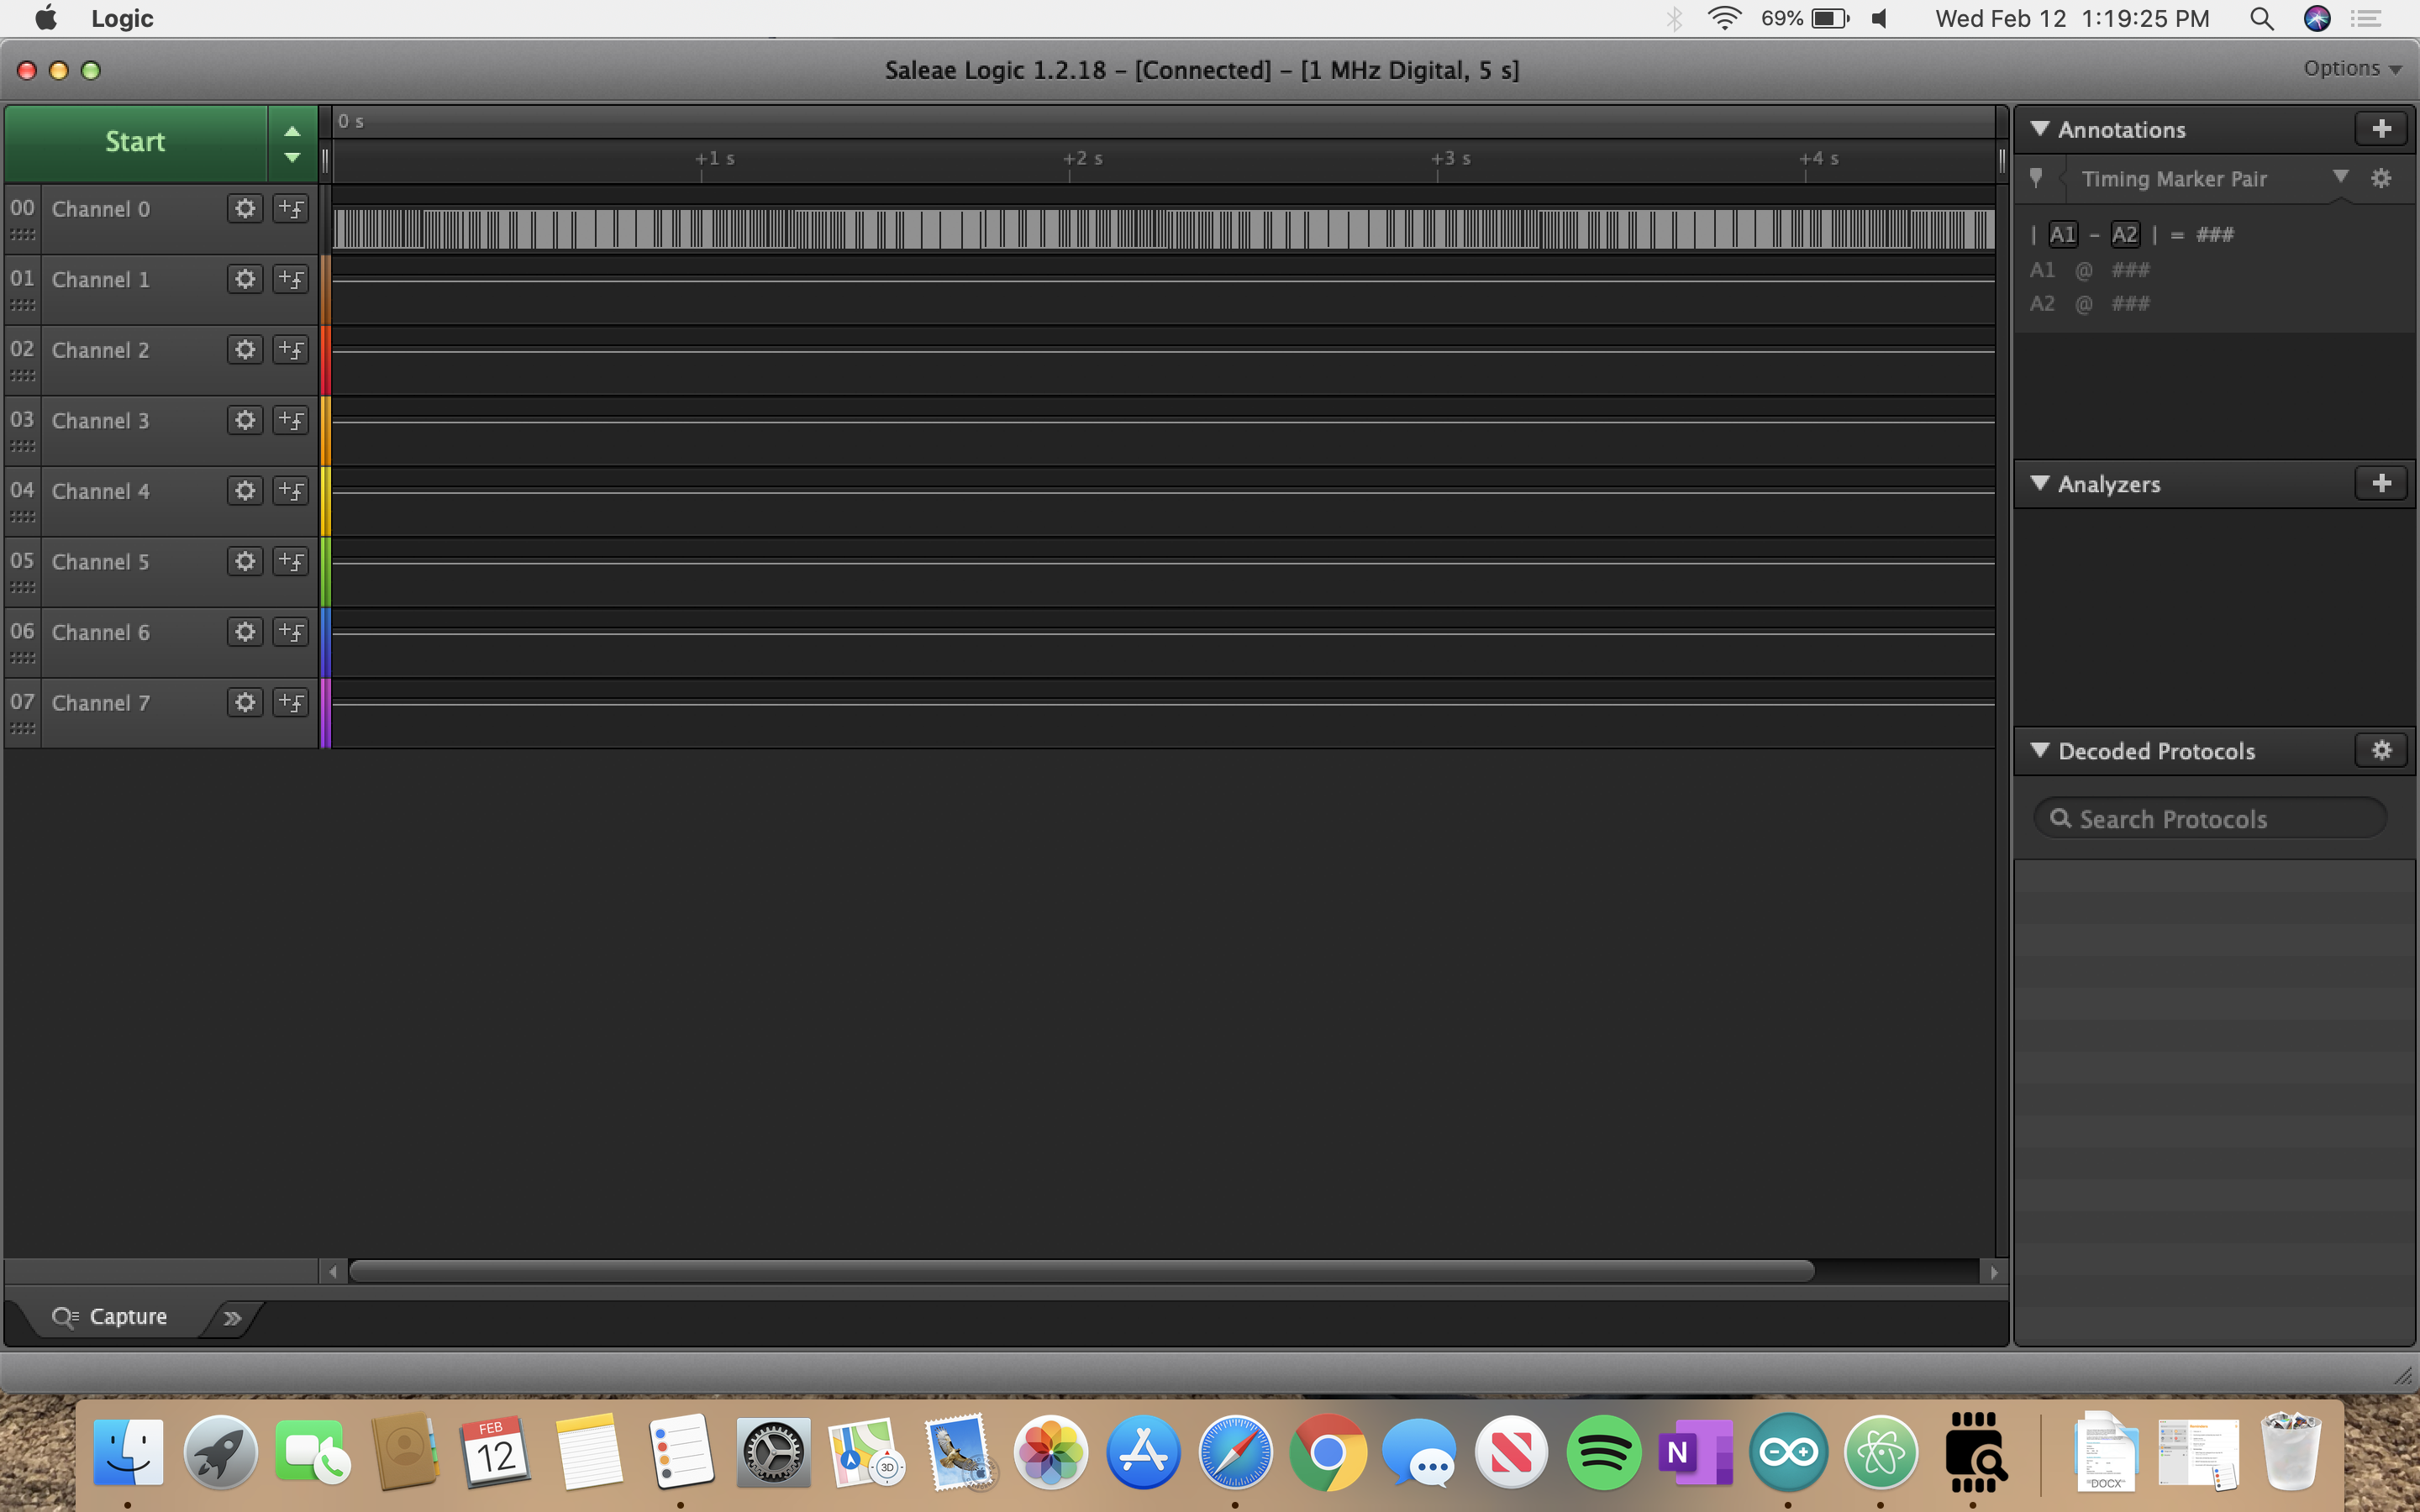 Logic
69%
Wed Feb 12 1:19:25 PM
Saleae Logic 1.2.18 – [Connected] – [1 MHz Digital, 5 s]
Options
Start
0 s
+1 s
+2 s
+3 s
+4 s
00 Channel 0
01 Channel 1
02 Channel 2
03 Channel 3
04 Channel 4
05 Channel 5
06 Channel 6
07 Channel 7
Annotations
Timing Marker Pair
| A1 – A2 | = ###
A1 @ ###
A2 @ ###
Analyzers
Decoded Protocols
Search Protocols
Capture
FEB
12
3D
N
DOCX